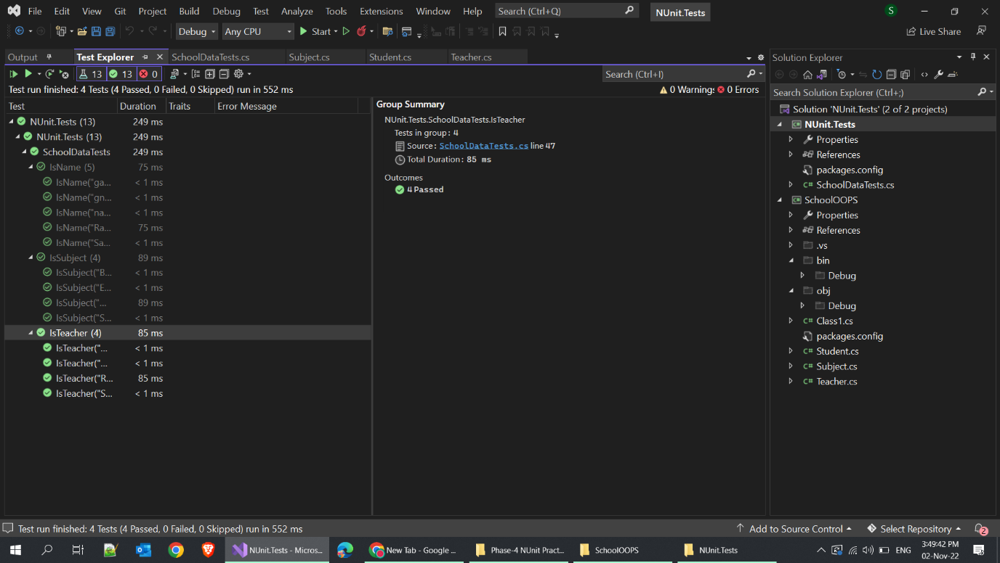 File Edit View Git Project Build Debug Test Analyze Tools Extensions Window Help Search (Ctrl+Q) NUnit.Tests S
Debug Any CPU Start Live Share
Output Test Explorer SchoolDataTests.cs Subject.cs Student.cs Teacher.cs
13 13 0 Search (Ctrl+I)
Test run finished: 4 Tests (4 Passed, 0 Failed, 0 Skipped) run in 552 ms 0 Warnings 0 Errors
Test Duration Traits Error Message
NUnit.Tests (13) 249 ms
NUnit.Tests (13) 249 ms
SchoolDataTests 249 ms
IsName (5) 75 ms
IsName("ga... < 1 ms
IsName("gn... < 1 ms
IsName("na... < 1 ms
IsName("Ra... 75 ms
IsName("Sa... < 1 ms
IsSubject (4) 89 ms
IsSubject("B... < 1 ms
IsSubject("E... < 1 ms
IsSubject("... 89 ms
IsSubject("S... < 1 ms
IsTeacher (4) 85 ms
IsTeacher("... < 1 ms
IsTeacher("... < 1 ms
IsTeacher("R... 85 ms
IsTeacher("S... < 1 ms
Group Summary
NUnit.Tests.SchoolDataTests.IsTeacher
Tests in group: 4
Source: SchoolDataTests.cs line 47
Total Duration: 85 ms
Outcomes
4 Passed
Solution Explorer
Search Solution Explorer (Ctrl+;)
Solution 'NUnit.Tests' (2 of 2 projects)
NUnit.Tests
Properties
References
packages.config
C# SchoolDataTests.cs
SchoolOOPS
Properties
References
.vs
bin
Debug
obj
Debug
C# Class1.cs
packages.config
C# Student.cs
C# Subject.cs
C# Teacher.cs
Test run finished: 4 Tests (4 Passed, 0 Failed, 0 Skipped) run in 552 ms Add to Source Control Select Repository 2
NUnit.Tests - Micros... New Tab - Google ... Phase-4 NUnit Pract... SchoolOOPS NUnit.Tests ENG 3:49:42 PM
02-Nov-22